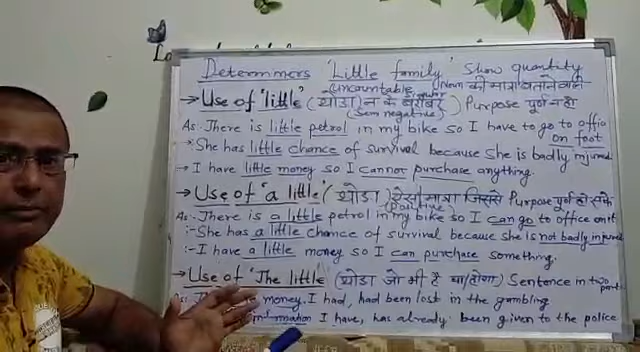 Determiners 'Little family' Show quantity
uncountable Noun की मात्रा बताने वाले
→ Use of "little" (थोड़ा) न के बराबर (Semi negative) Purpose पूर्ण न हो
As:- There is little petrol in my bike so I have to go to office on foot
→ She has little chance of survival because she is badly injured
→ I have little money so I cannot purchase anything.
→ Use of "a little" (थोड़ा) ऐसी मात्रा जिससे Purpose पूर्ण हो सके
(Positive)
As:- There is a little petrol in my bike so I can go to office on it
:- She has a little chance of survival because she is not badly injured
:- I have a little money so I can purchase something.
→ Use of "The little (थोड़ा जो भी है था/होगा) Sentence in two part
As: money. I had, had been lost in the gambling
information I have, has already been given to the police